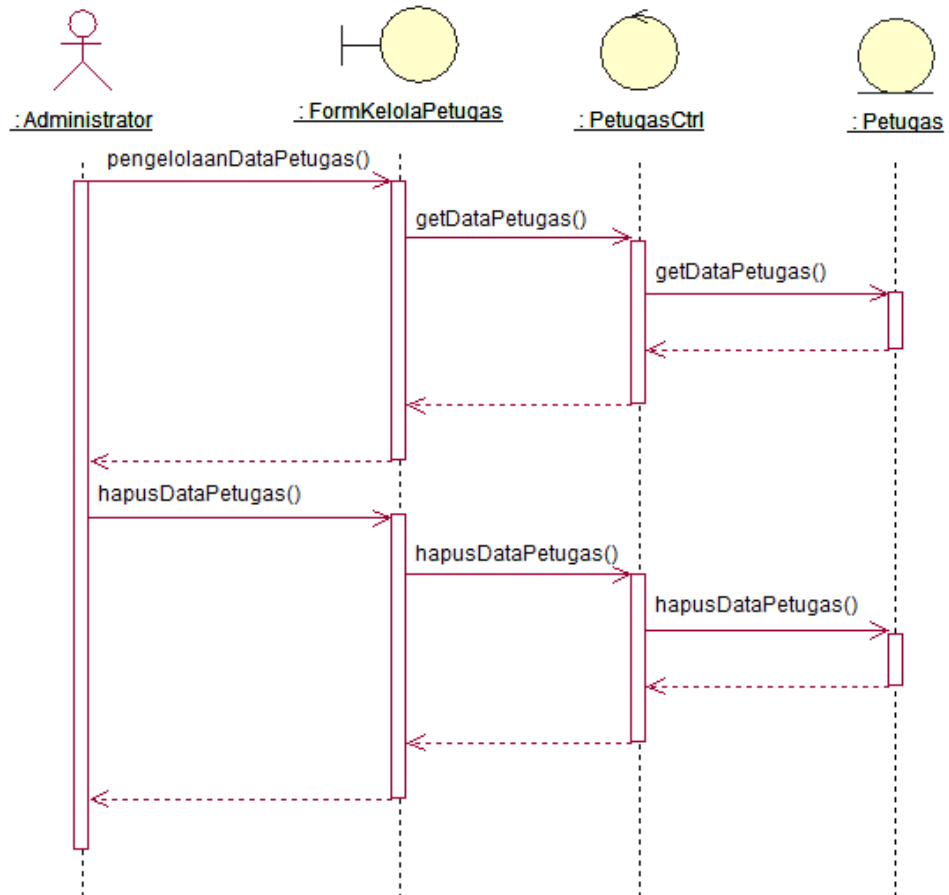 : Administrator
: FormKelolaPetugas
: PetugasCtrl
: Petugas
pengelolaanDataPetugas()
getDataPetugas()
getDataPetugas()
hapusDataPetugas()
hapusDataPetugas()
hapusDataPetugas()